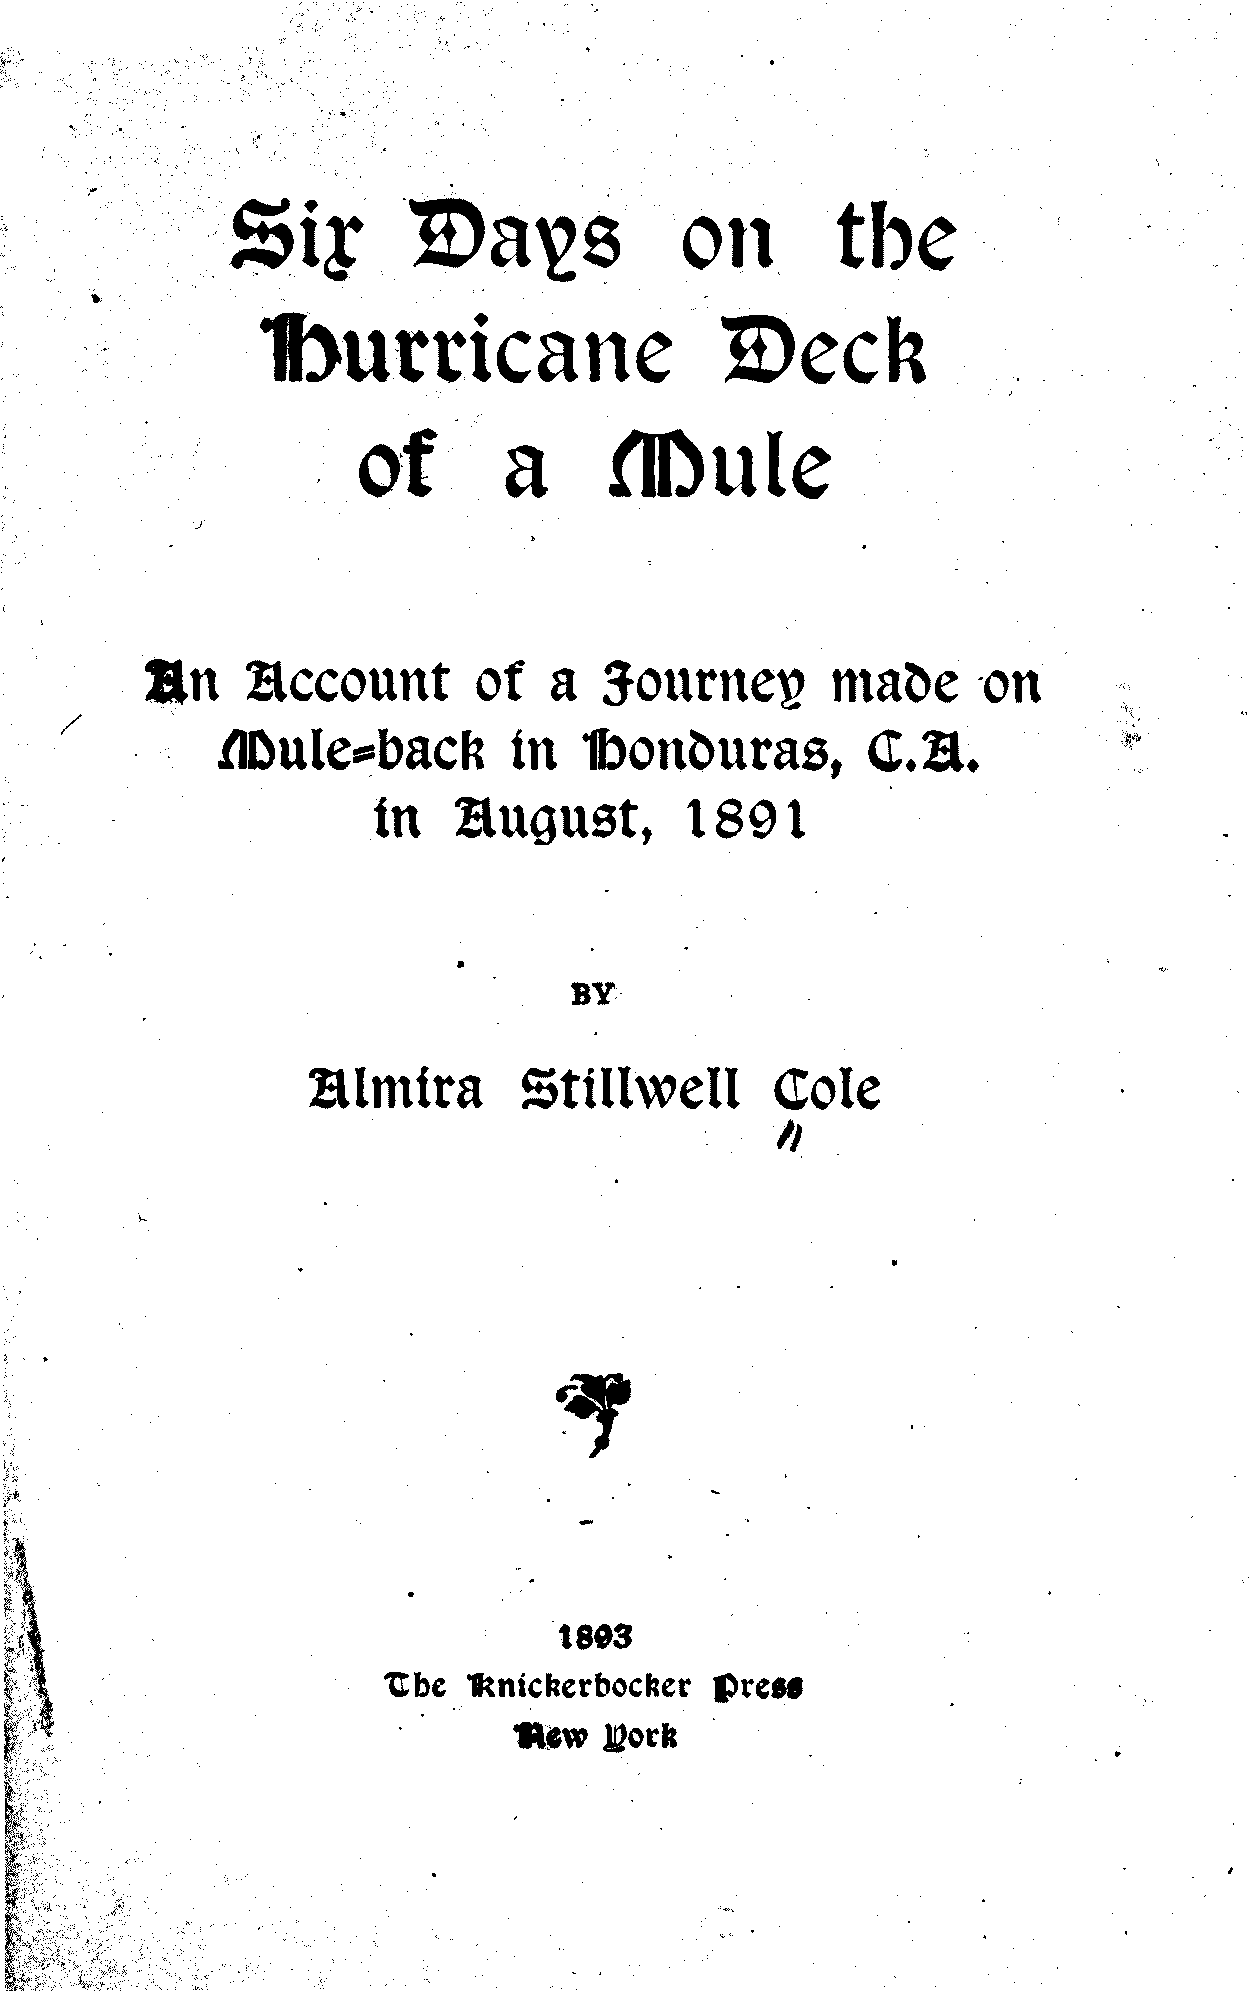 Six Days on the
Hurricane Deck
of a Mule
An Account of a Journey made on
Mule-back in Honduras, C.A.
in August, 1891
BY
Almira Stillwell Cole
1893
The Knickerbocker Press
New York